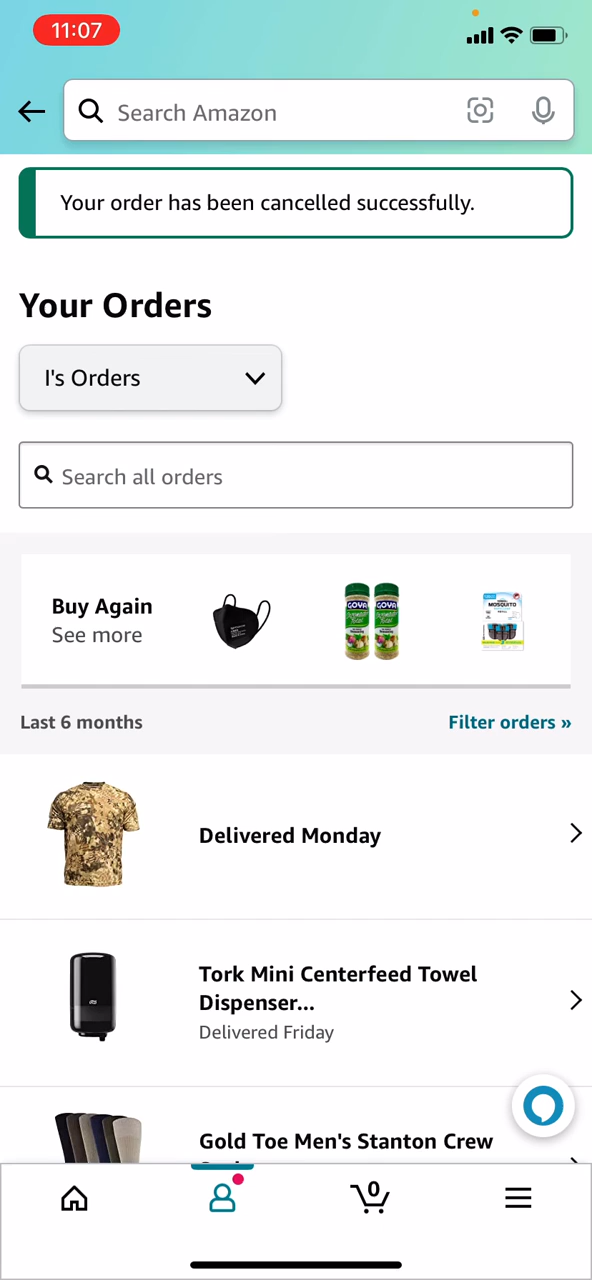 11:07
Search Amazon
Your order has been cancelled successfully.
Your Orders
I's Orders
Search all orders
Buy Again
See more
GOYA GOYA
MOSQUITO
Last 6 months
Filter orders »
Delivered Monday
Tork Mini Centerfeed Towel
Dispenser...
Delivered Friday
Gold Toe Men's Stanton Crew
0